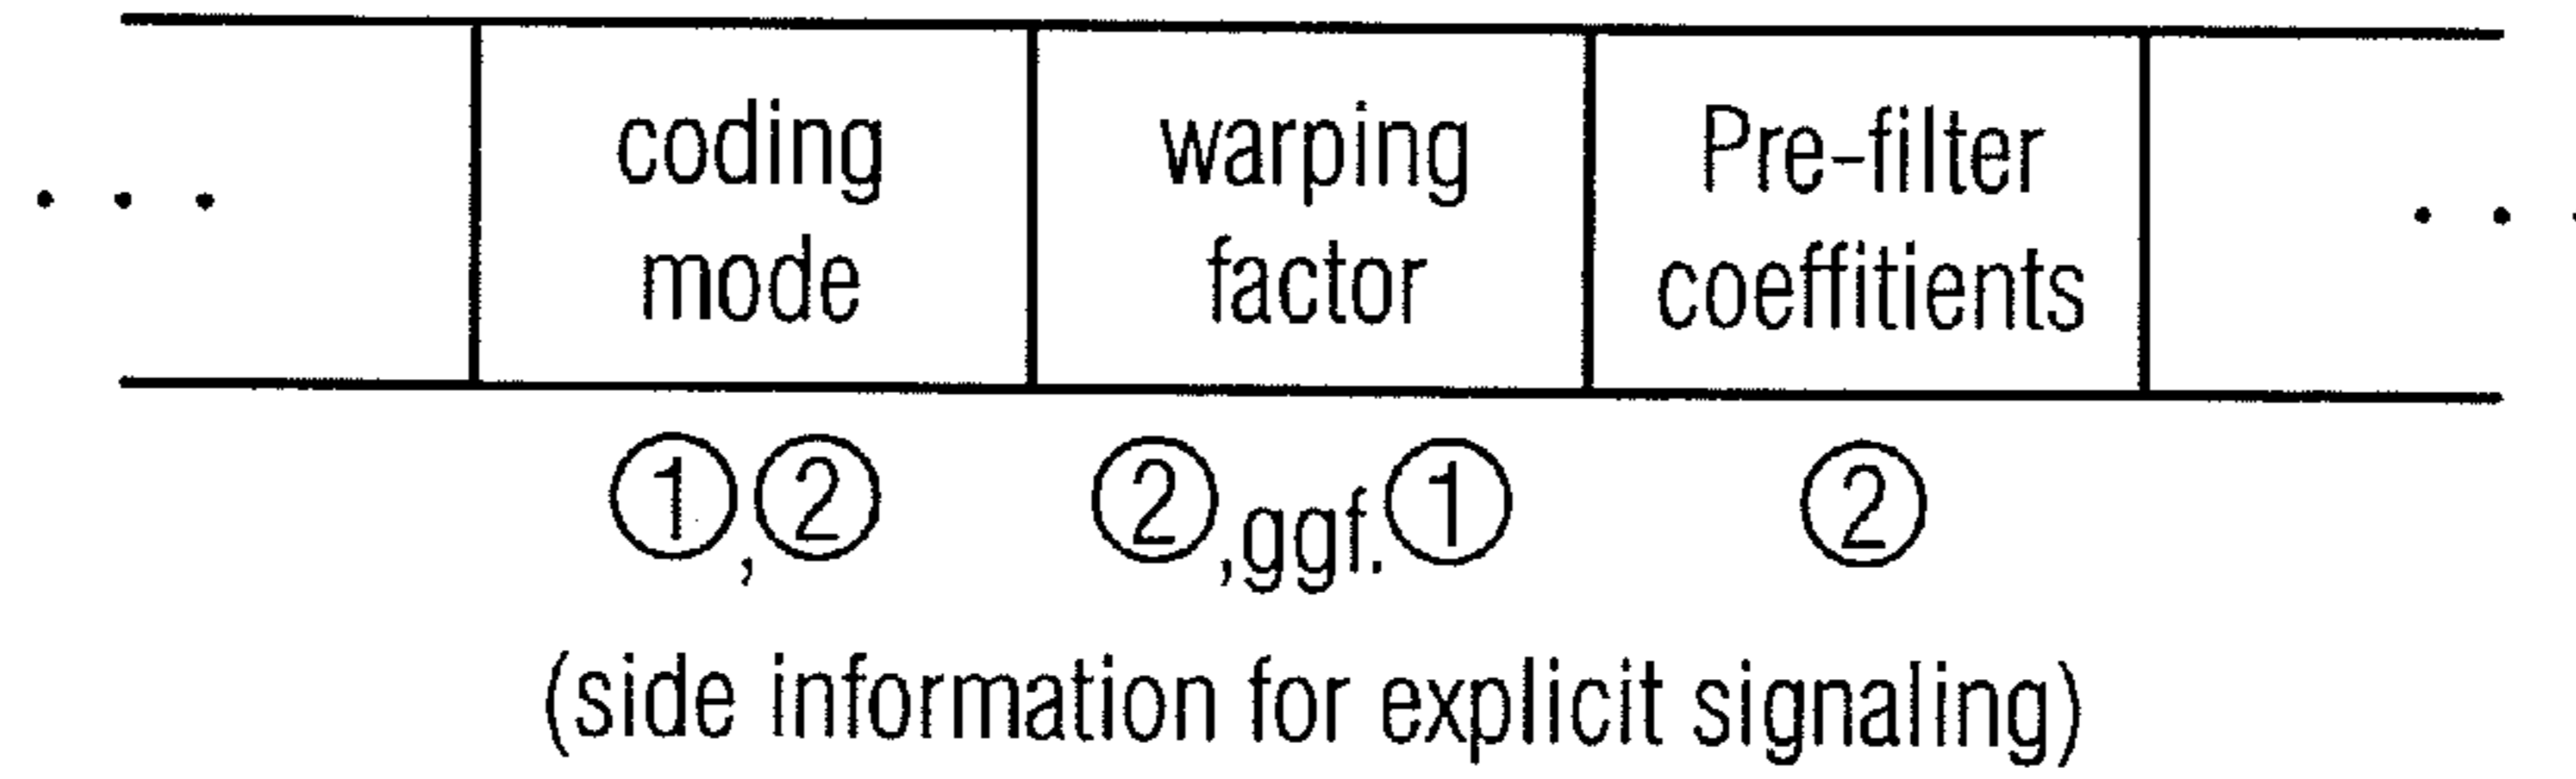 . . .
coding
mode
warping
factor
Pre-filter
coeffitients
. . .
①,②
②,ggf.①
②
(side information for explicit signaling)